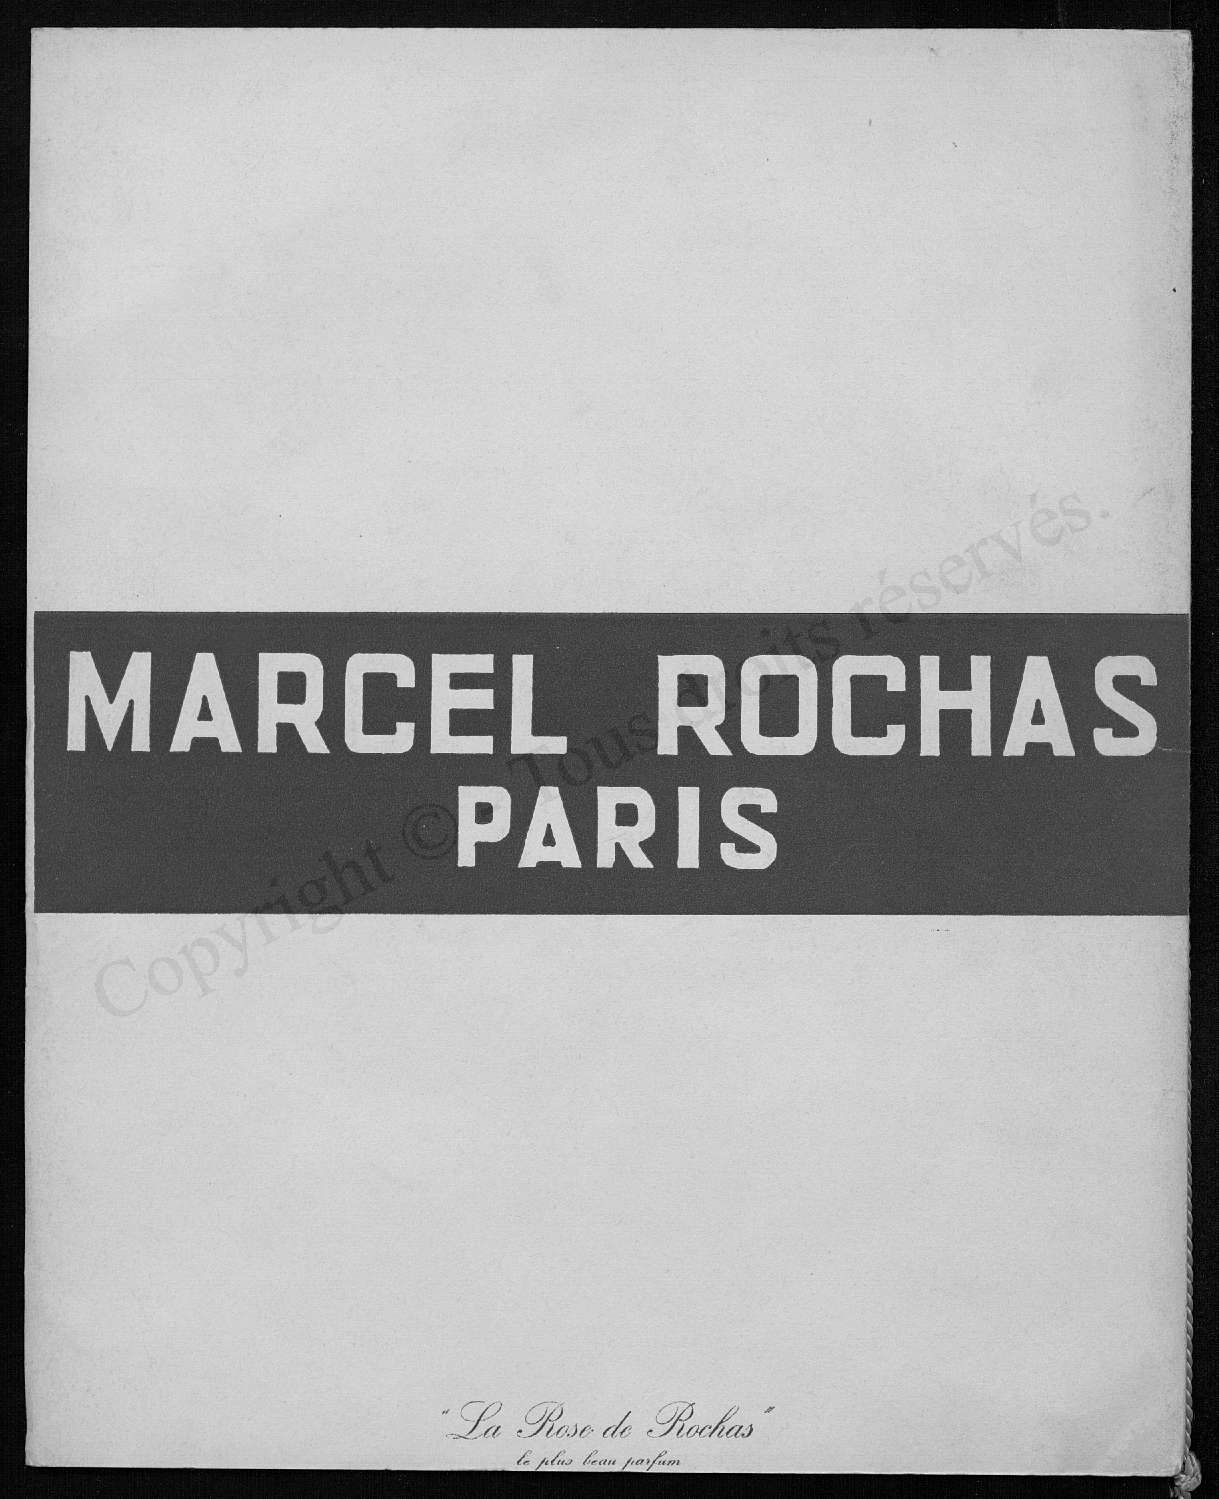 MARCEL ROCHAS
PARIS
Copyright © - Tous droits réservés.
"La Rose de Rochas"
le plus beau parfum